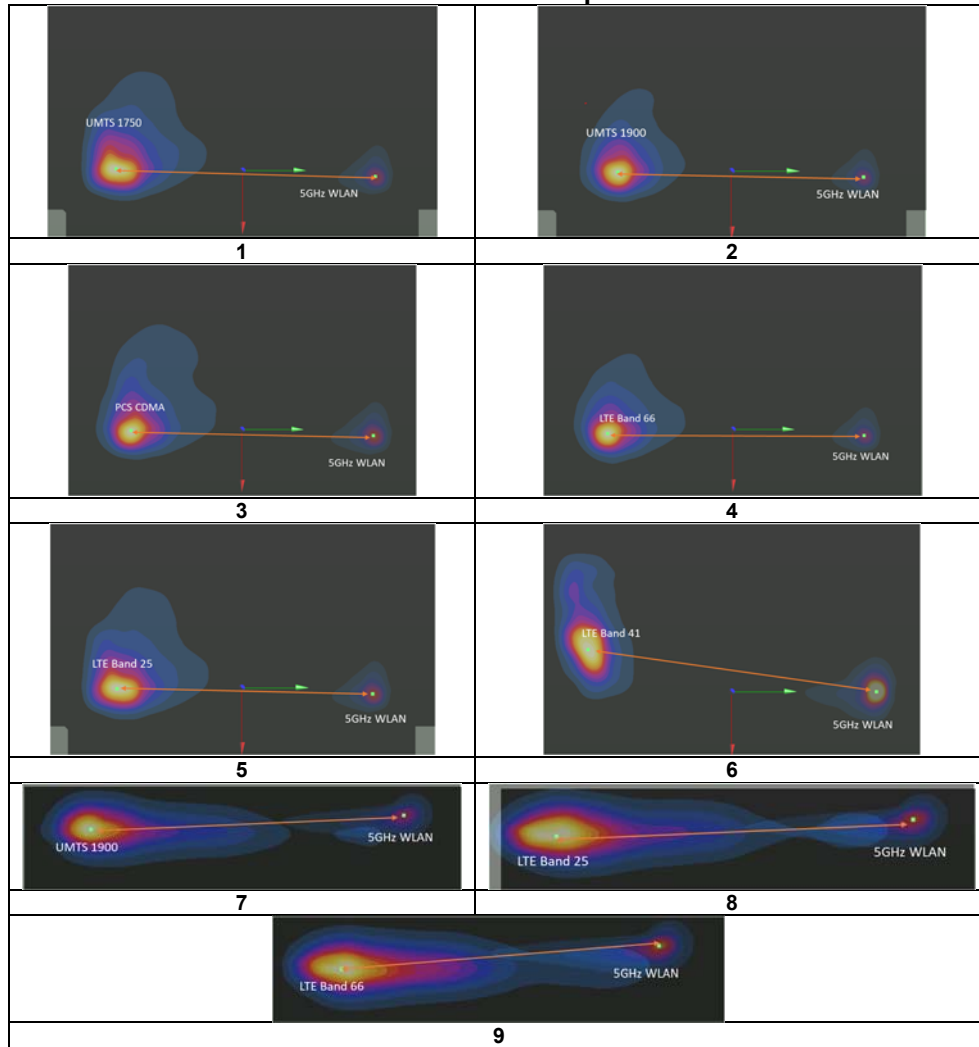 UMTS 1750
5GHz WLAN
1
UMTS 1900
5GHz WLAN
2
PCS CDMA
5GHz WLAN
3
LTE Band 66
5GHz WLAN
4
LTE Band 25
5GHz WLAN
5
LTE Band 41
5GHz WLAN
6
UMTS 1900
5GHz WLAN
7
LTE Band 25
5GHz WLAN
8
LTE Band 66
5GHz WLAN
9